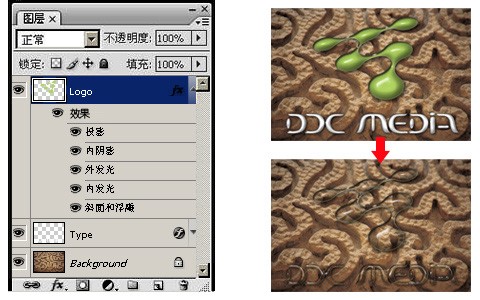 图层 ×
正常 不透明度: 100%
锁定: 填充: 100%
Logo fx
效果
投影
内阴影
外发光
内发光
斜面和浮雕
Type
Background
fx.
DDC MEDIA
DDC MEDIA